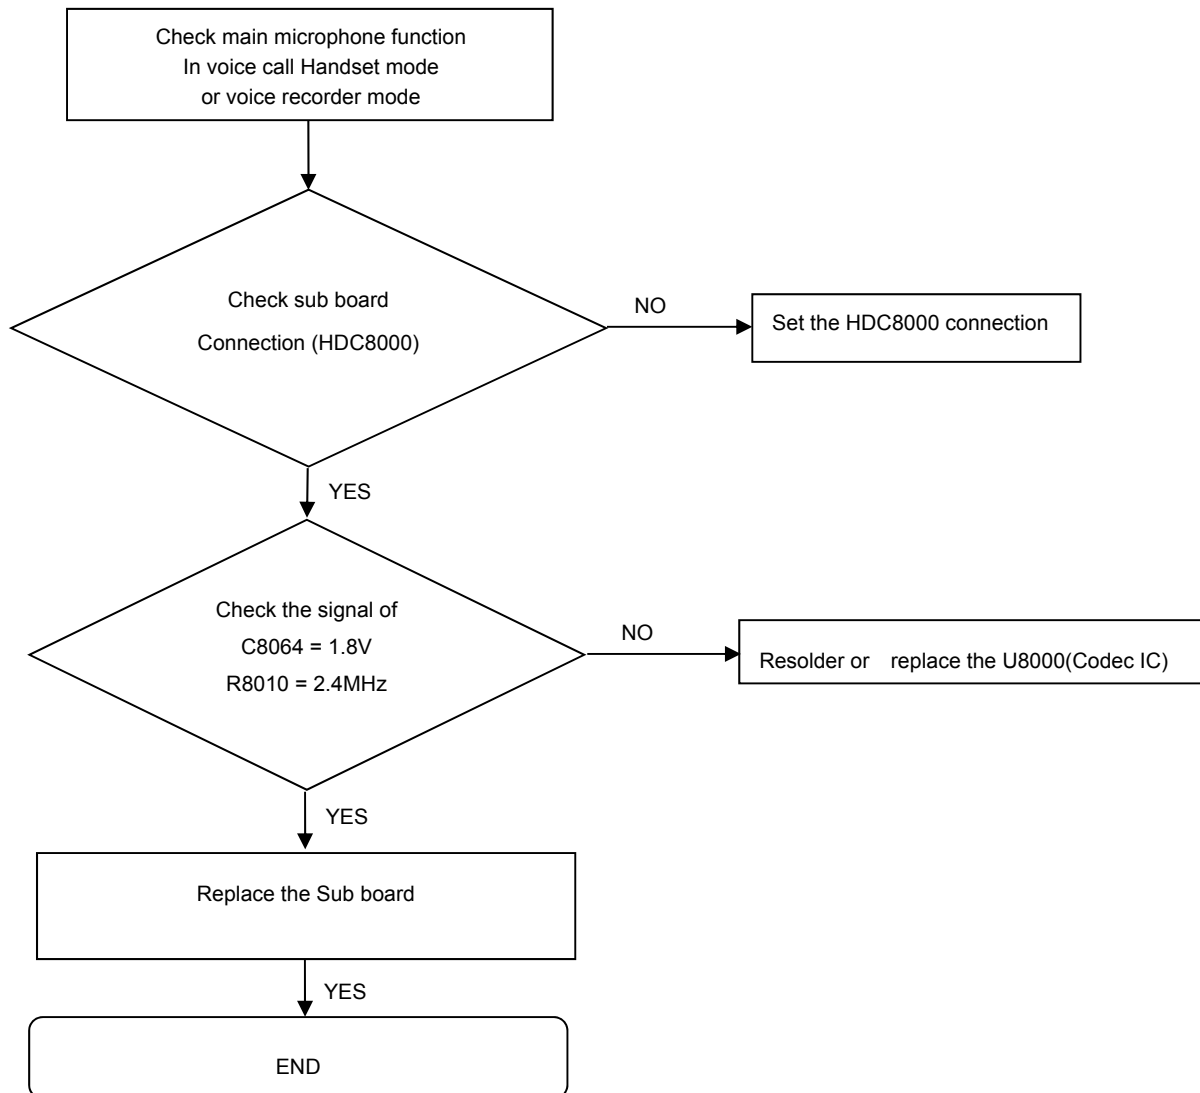 Check main microphone function
In voice call Handset mode
or voice recorder mode
Check sub board
Connection (HDC8000)
NO
Set the HDC8000 connection
YES
Check the signal of
C8064 = 1.8V
R8010 = 2.4MHz
NO
Resolder or replace the U8000(Codec IC)
YES
Replace the Sub board
YES
END